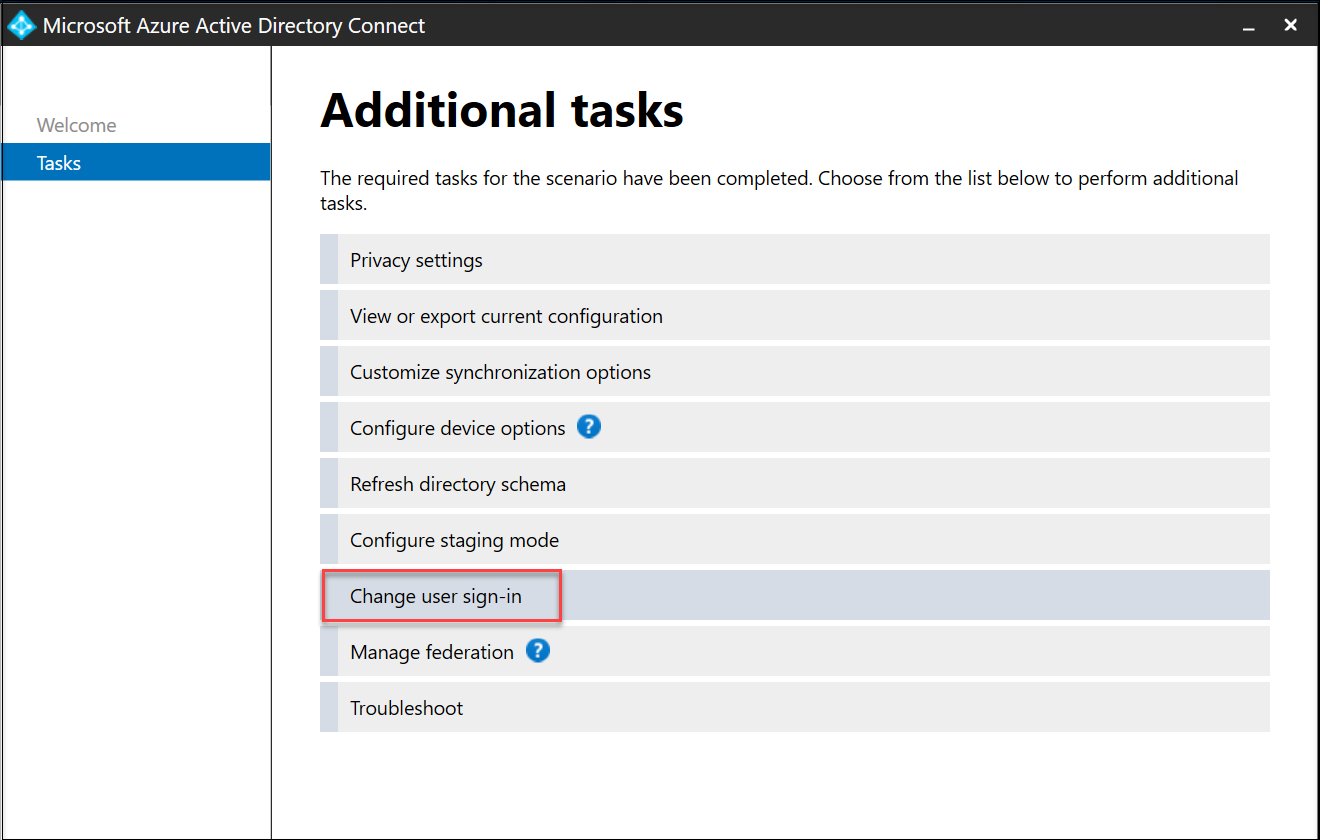 Microsoft Azure Active Directory Connect
Welcome
Tasks
Additional tasks
The required tasks for the scenario have been completed. Choose from the list below to perform additional
tasks.
Privacy settings
View or export current configuration
Customize synchronization options
Configure device options ?
Refresh directory schema
Configure staging mode
Change user sign-in
Manage federation ?
Troubleshoot